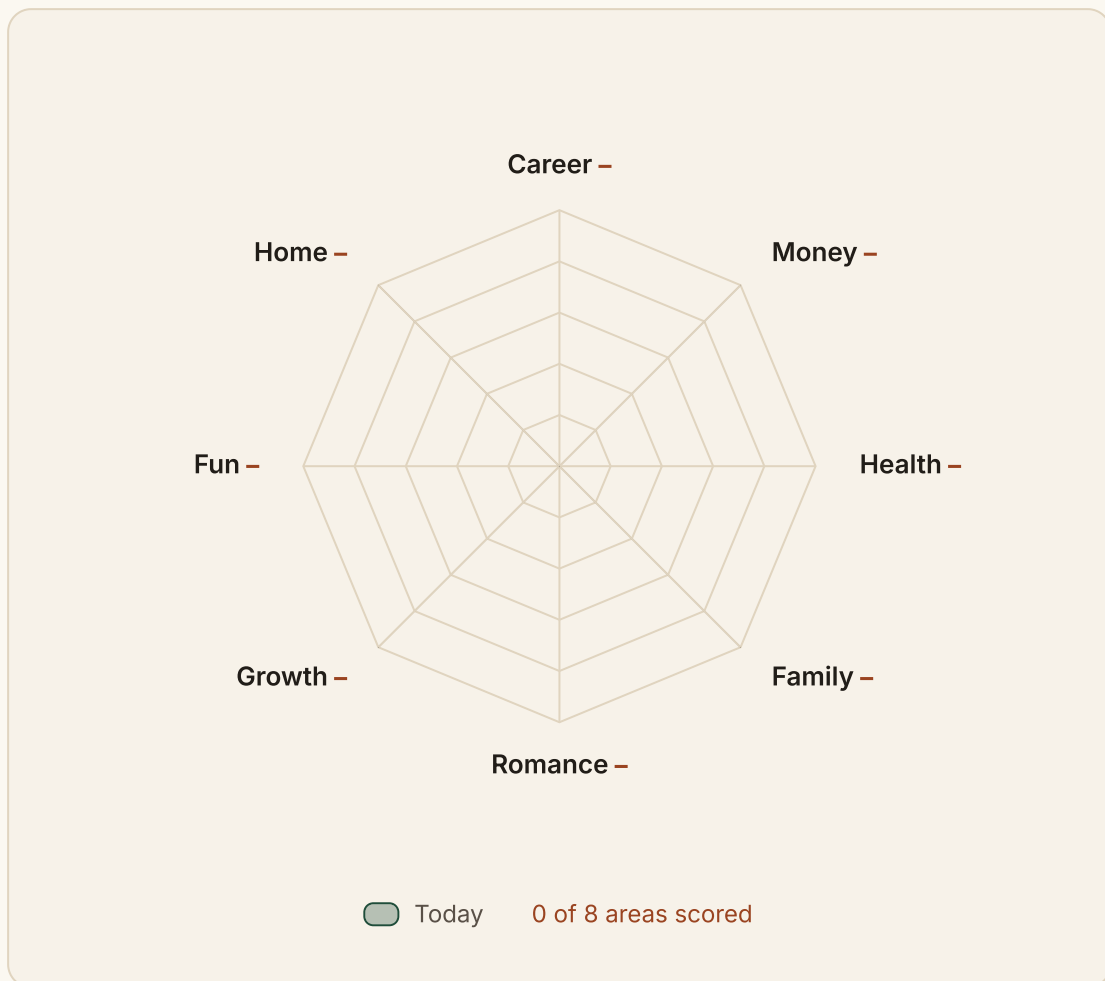 Career –
Home –
Money –
Fun –
Health –
Growth –
Family –
Romance –
Today
0 of 8 areas scored